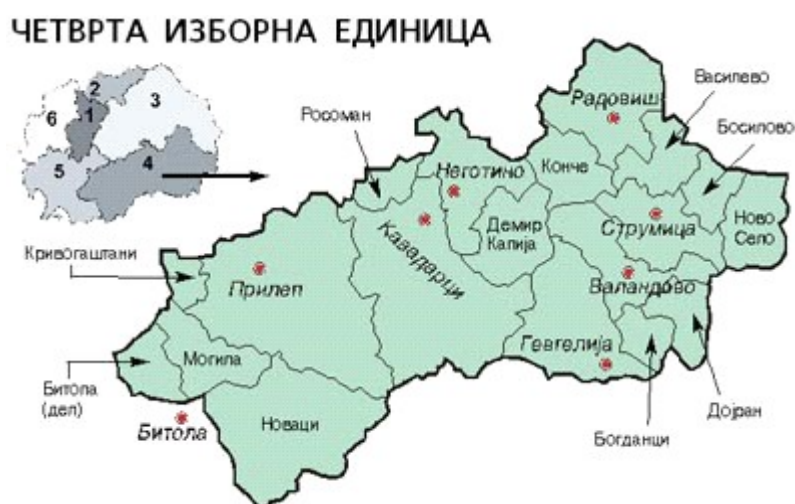 ЧЕТВРТА ИЗБОРНА ЕДИНИЦА
2
3
6
1
5
4
Василево
Радовиш
Росоман
Босилово
Неготино
Конче
Кавадарци
Демир
Капија
Струмица
Ново
Село
Кривогаштани
Прилеп
Валандово
Гевгелија
Могила
Битола
(дел)
Битола
Новаци
Дојран
Богданци